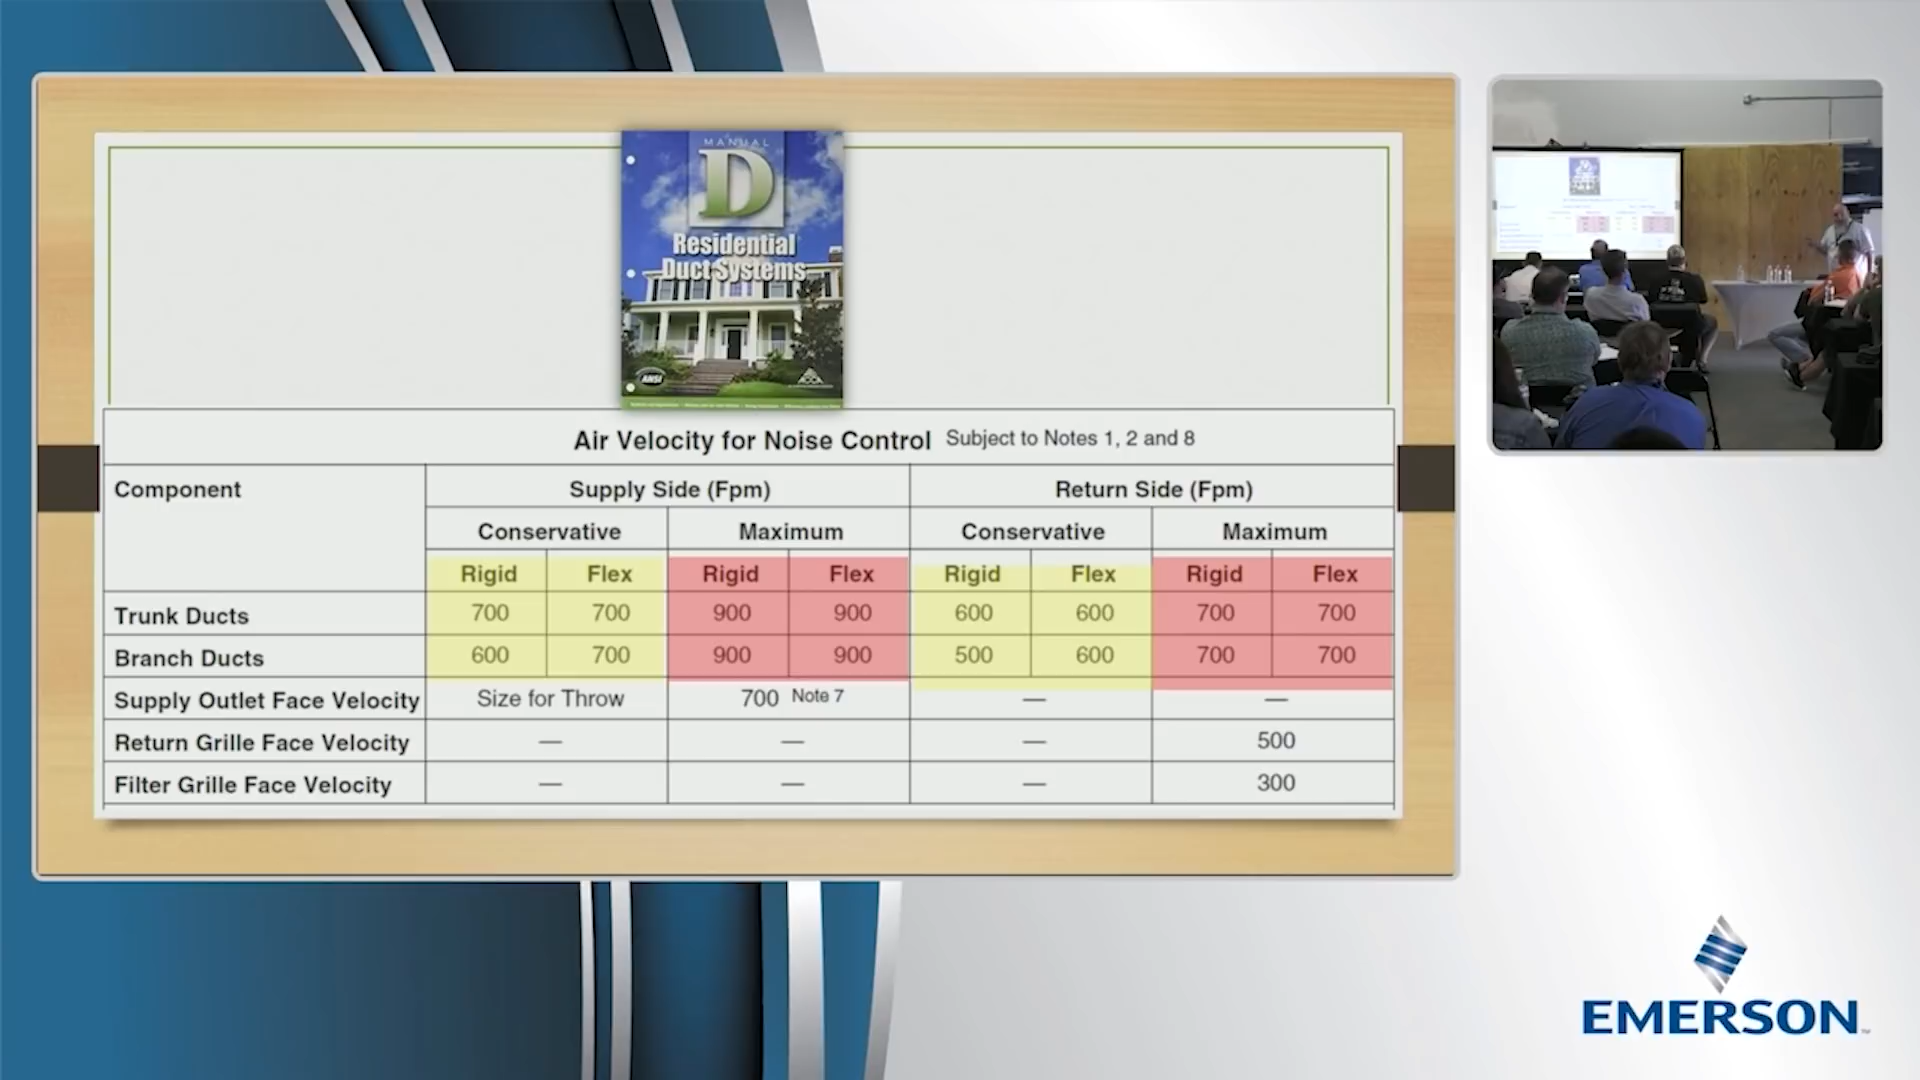 MANUAL
D
Residential
Duct Systems
ANSI
ACCA
Air Velocity for Noise Control Subject to Notes 1, 2 and 8
Component Supply Side (Fpm) Return Side (Fpm)
Conservative Maximum Conservative Maximum
Rigid Flex Rigid Flex Rigid Flex Rigid Flex
Trunk Ducts 700 700 900 900 600 600 700 700
Branch Ducts 600 700 900 900 500 600 700 700
Supply Outlet Face Velocity Size for Throw 700 Note 7 — —
Return Grille Face Velocity — — — 500
Filter Grille Face Velocity — — — 300
EMERSON